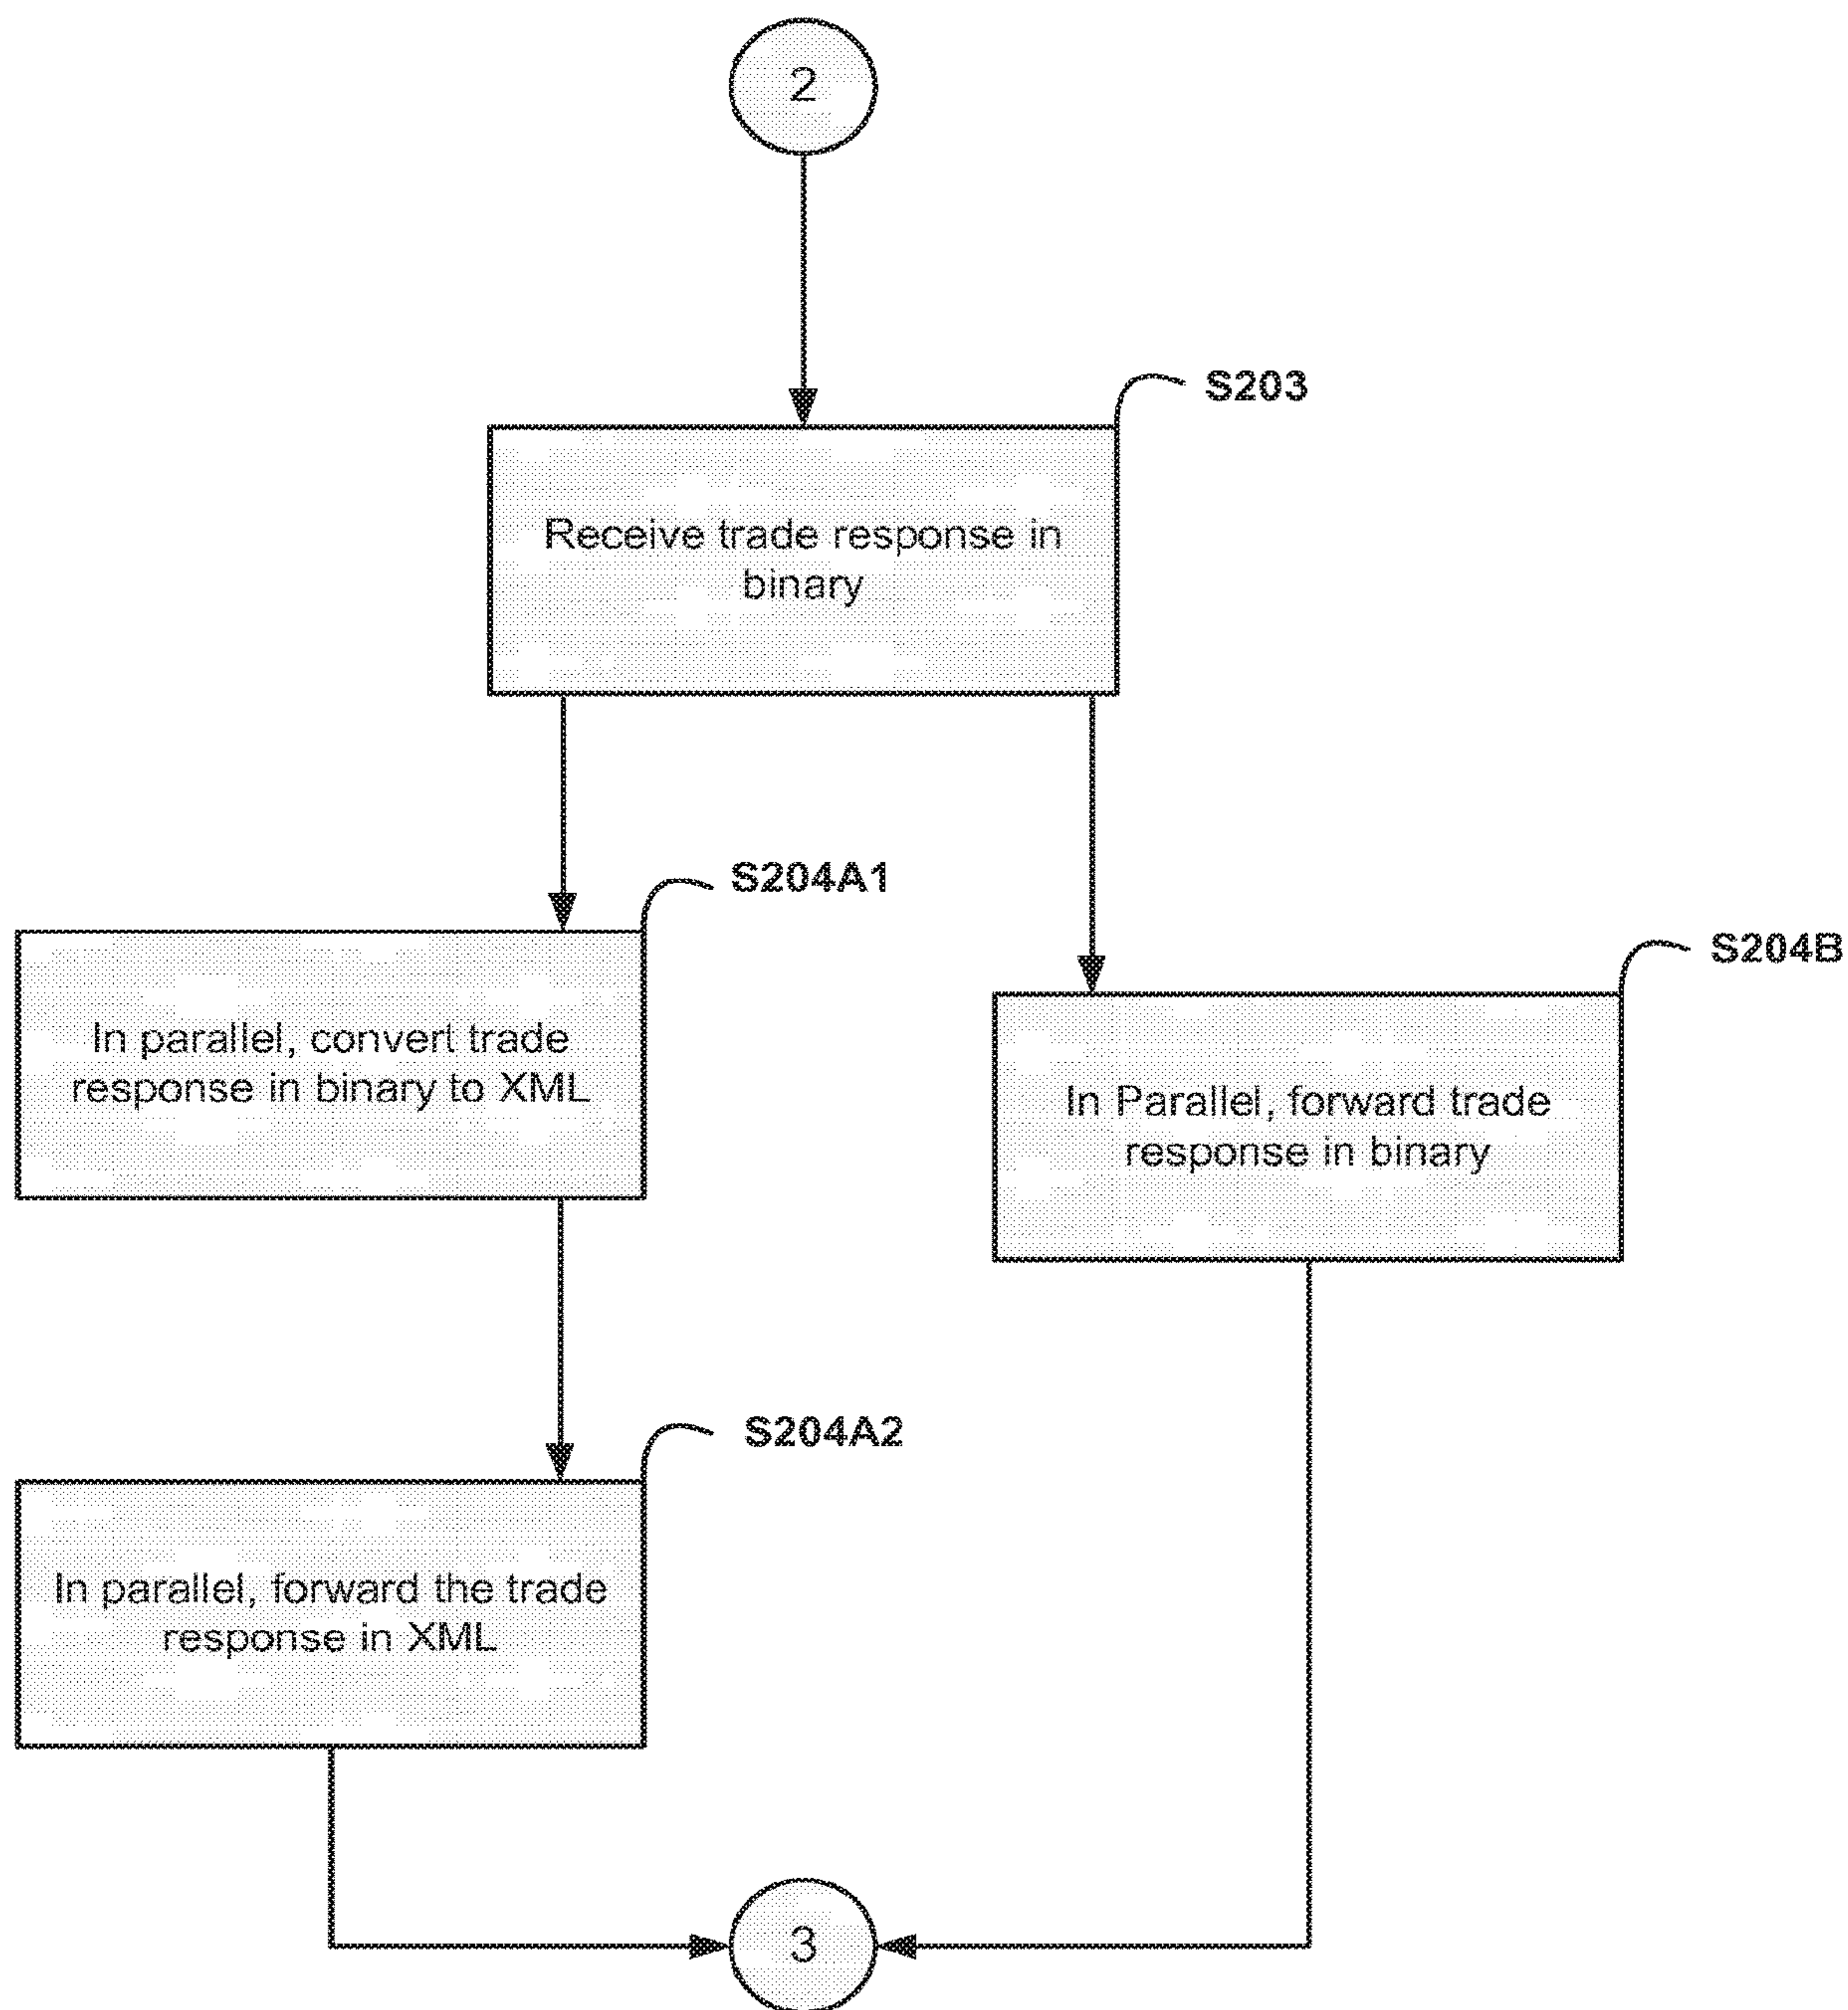 2
S203
Receive trade response in
binary
S204A1
In parallel, convert trade
response in binary to XML
S204B
In Parallel, forward trade
response in binary
S204A2
In parallel, forward the trade
response in XML
3